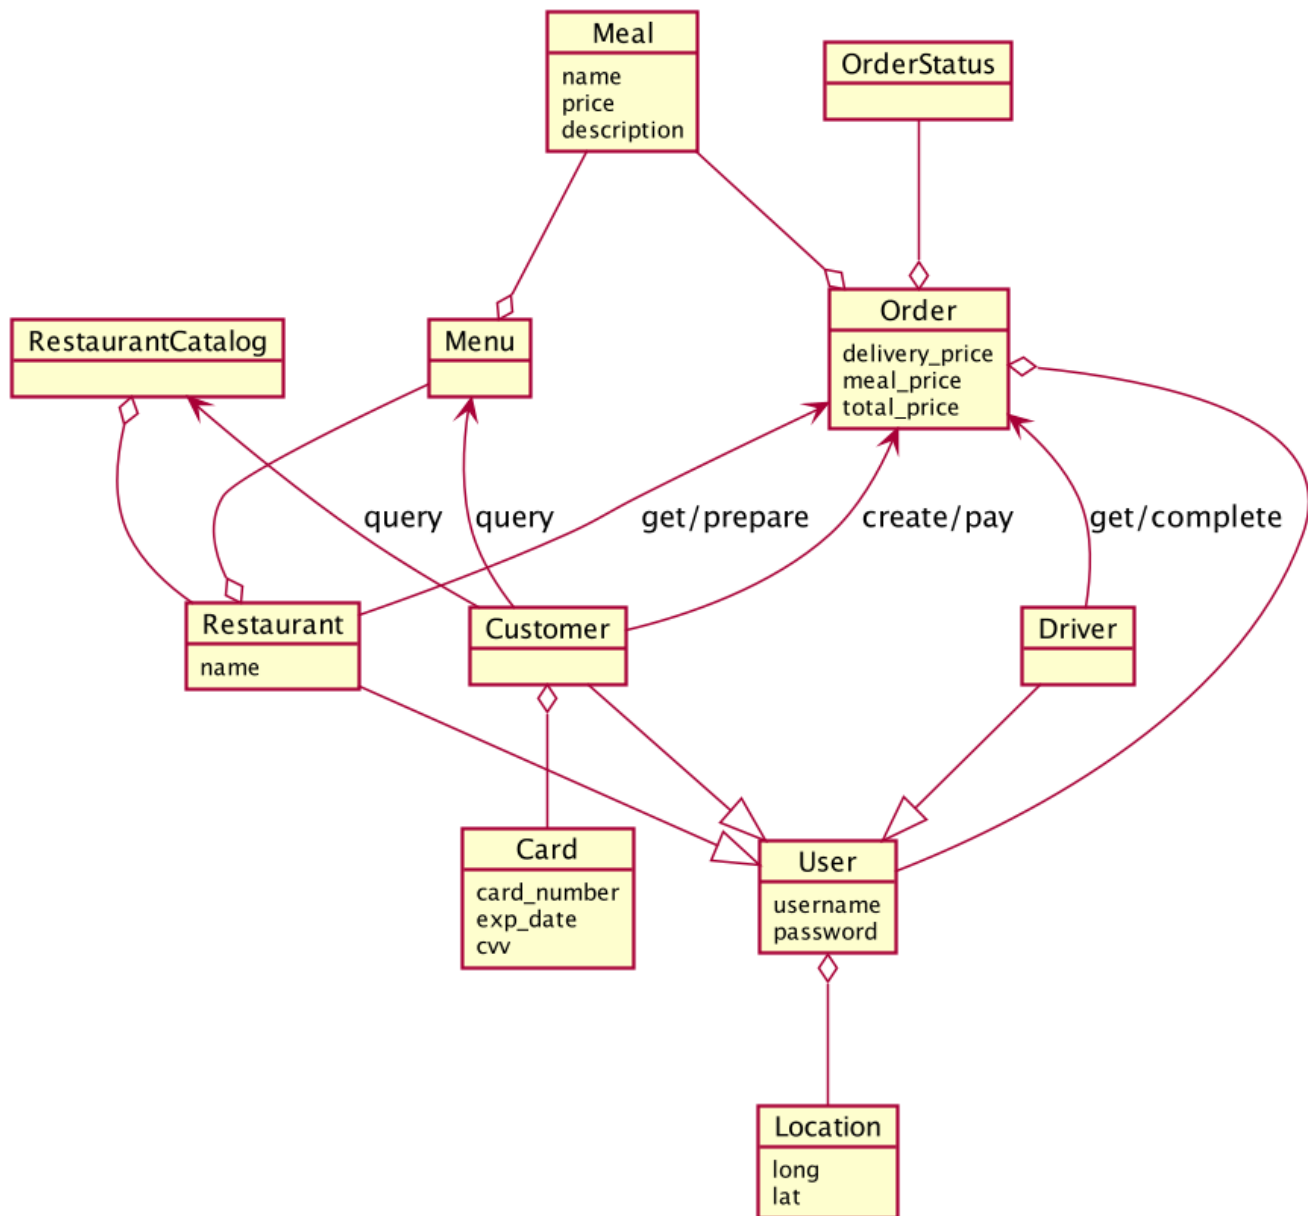 Meal
name
price
description
OrderStatus
Order
delivery_price
meal_price
total_price
RestaurantCatalog
Menu
query
query
get/prepare
create/pay
get/complete
Restaurant
name
Customer
Driver
Card
card_number
exp_date
cvv
User
username
password
Location
long
lat